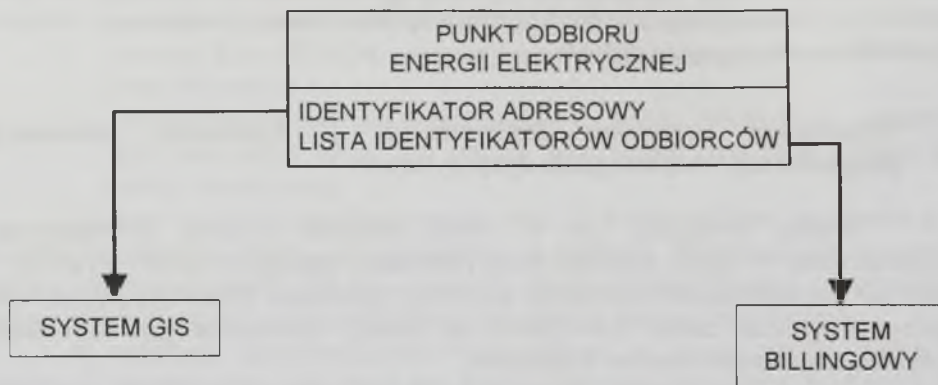 PUNKT ODBIORU
ENERGII ELEKTRYCZNEJ
IDENTYFIKATOR ADRESOWY
LISTA IDENTYFIKATORÓW ODBIORCÓW
SYSTEM GIS
SYSTEM
BILLINGOWY